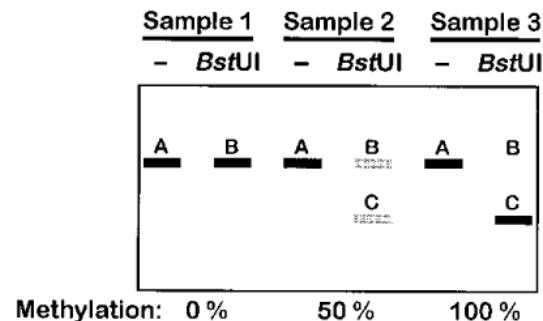 Sample 1 Sample 2 Sample 3
– BstUI – BstUI – BstUI
A B A B A B
C C
Methylation: 0 % 50 % 100 %